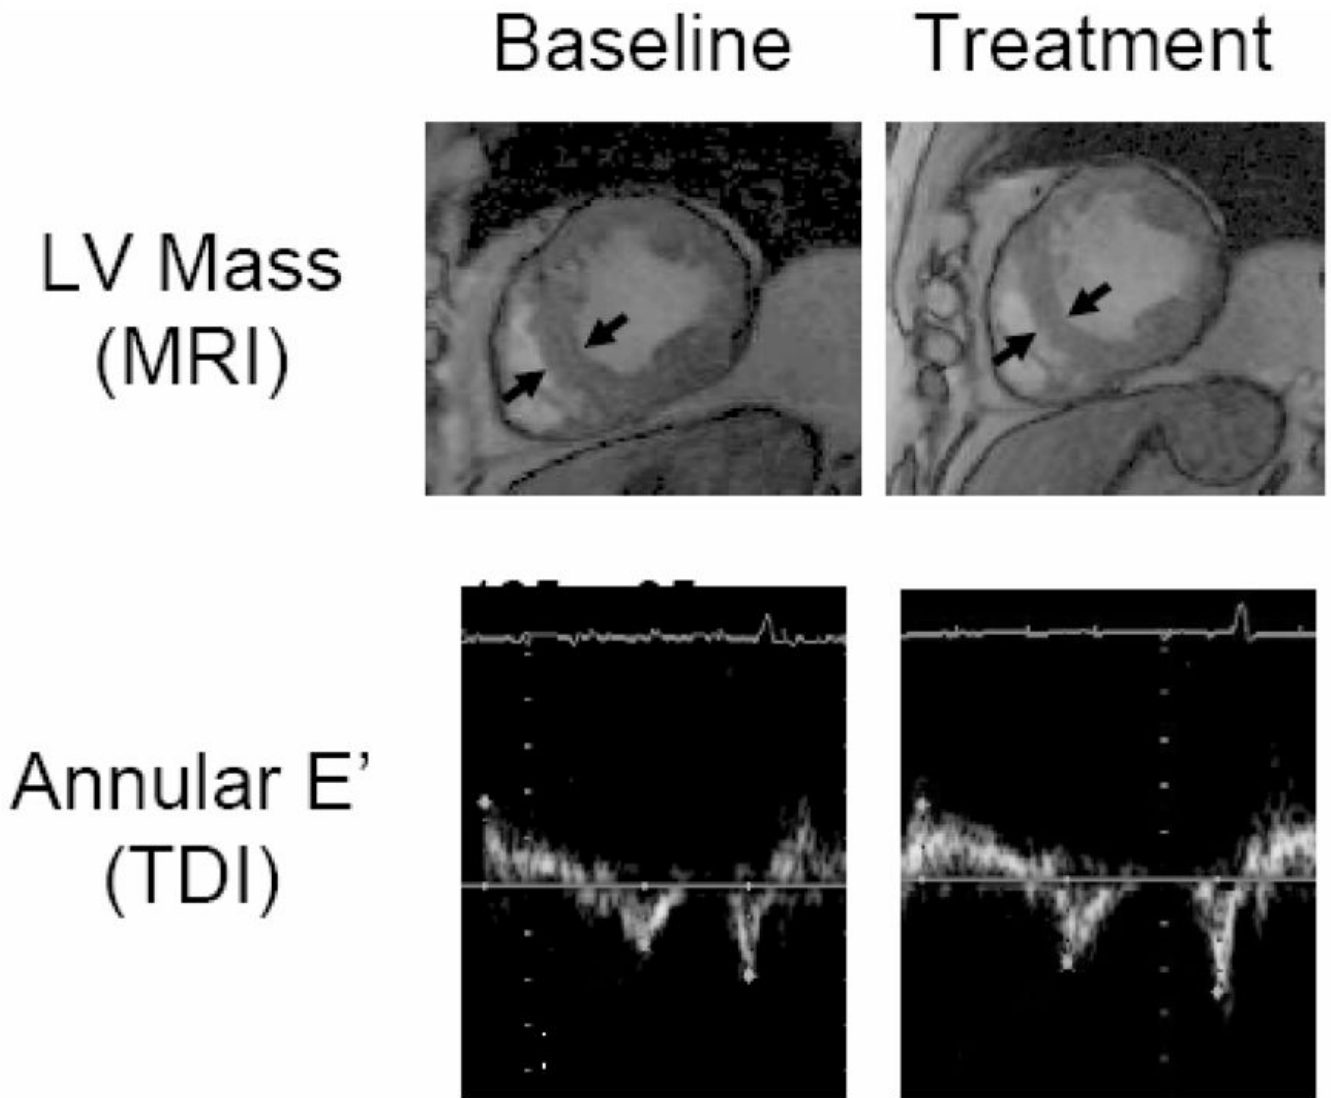 Baseline Treatment
LV Mass
(MRI)
Annular E’
(TDI)